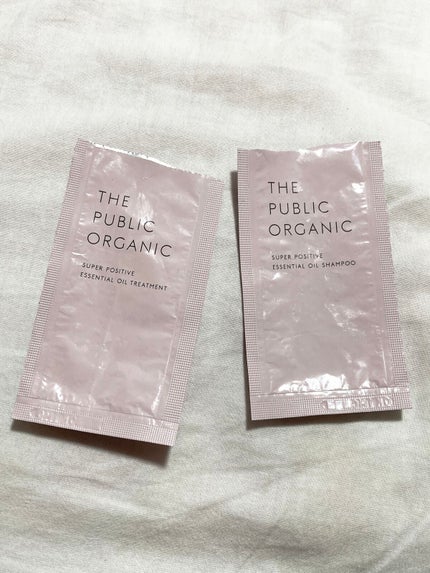 THE
PUBLIC
ORGANIC
SUPER POSITIVE
ESSENTIAL OIL TREATMENT
THE
PUBLIC
ORGANIC
SUPER POSITIVE
ESSENTIAL OIL SHAMPOO